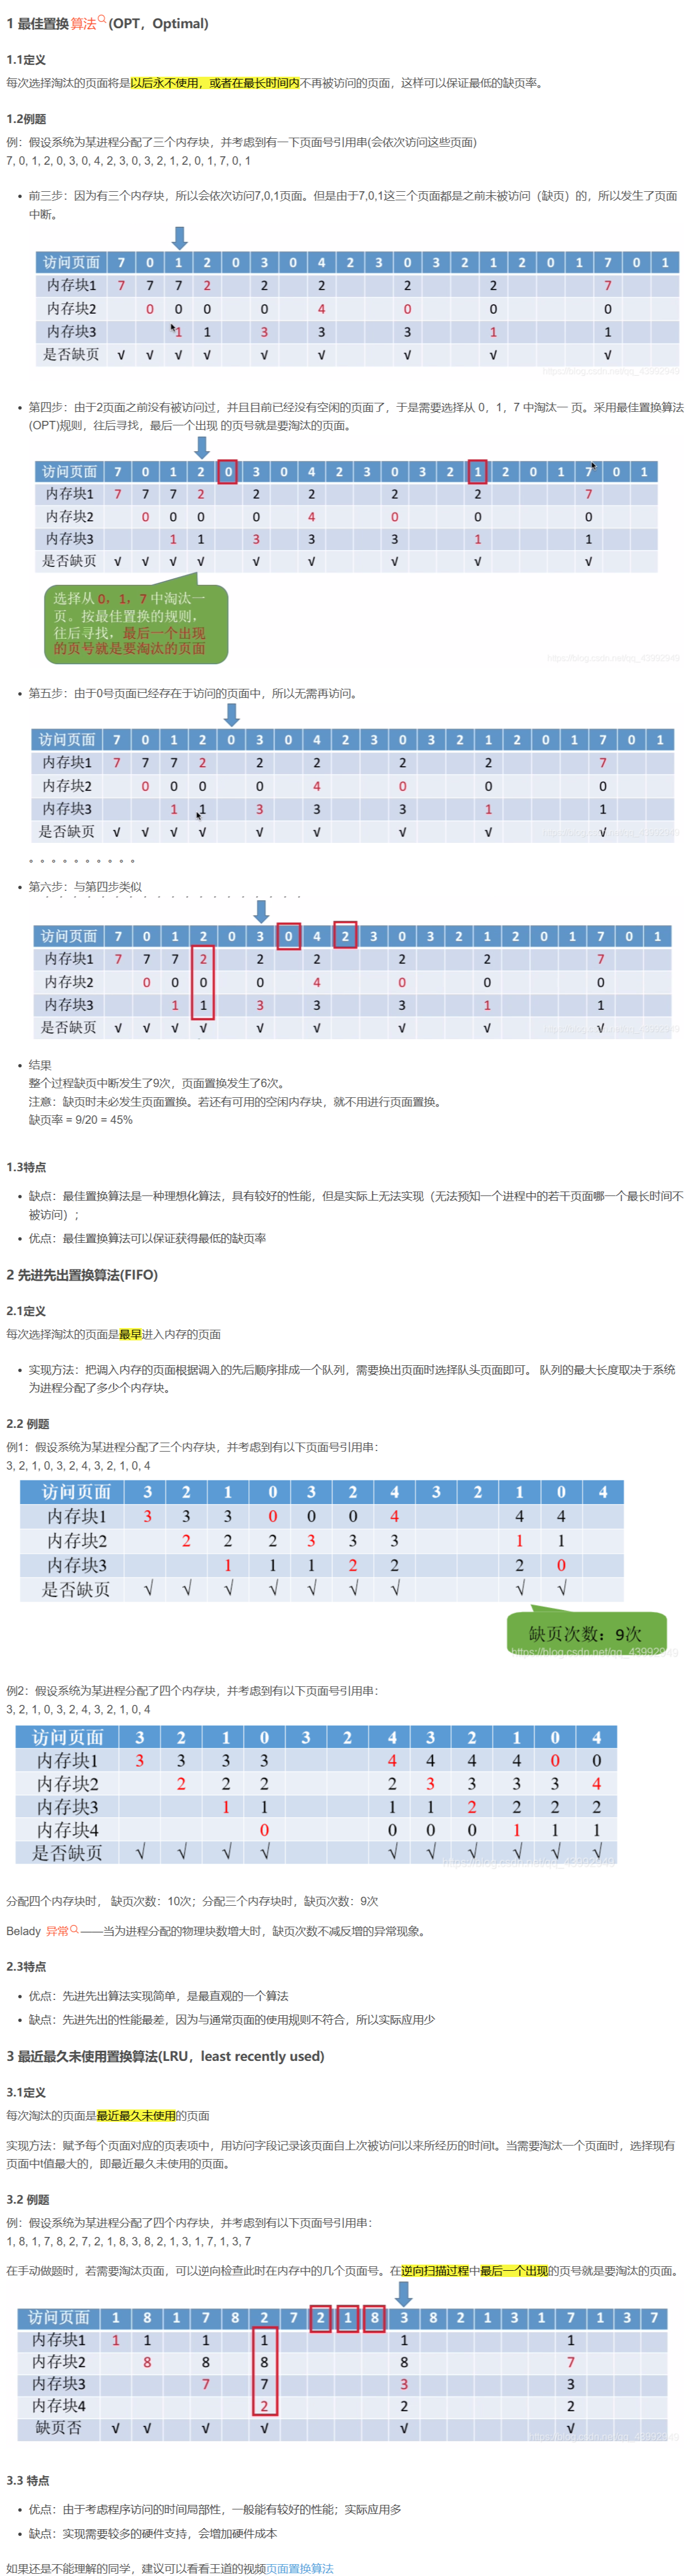 1 最佳置换算法(OPT，Optimal)
1.1定义
每次选择淘汰的页面将是以后永不使用，或者在最长时间内不再被访问的页面，这样可以保证最低的缺页率。
1.2例题
例：假设系统为某进程分配了三个内存块，并考虑到有一下页面号引用串(会依次访问这些页面)
7, 0, 1, 2, 0, 3, 0, 4, 2, 3, 0, 3, 2, 1, 2, 0, 1, 7, 0, 1
• 前三步：因为有三个内存块，所以会依次访问7,0,1页面。但是由于7,0,1这三个页面都是之前未被访问（缺页）的，所以发生了页面
中断。
访问页面 7 0 1 2 0 3 0 4 2 3 0 3 2 1 2 0 1 7 0 1
内存块1 7 7 7 2 2 2 2 2 7
内存块2 0 0 0 0 4 0 0 0
内存块3 1 1 3 3 3 1 1
是否缺页 √ √ √ √ √ √ √ √ √
https://blog.csdn.net/qq_43992949
• 第四步：由于2页面之前没有被访问过，并且目前已经没有空闲的页面了，于是需要选择从 0，1，7 中淘汰一 页。采用最佳置换算法
(OPT)规则，往后寻找，最后一个出现 的页号就是要淘汰的页面。
访问页面 7 0 1 2 0 3 0 4 2 3 0 3 2 1 2 0 1 7 0 1
内存块1 7 7 7 2 2 2 2 2 7
内存块2 0 0 0 0 4 0 0 0
内存块3 1 1 3 3 3 1 1
是否缺页 √ √ √ √ √ √ √ √ √
选择从 0，1，7 中淘汰一
页。按最佳置换的规则，
往后寻找，最后一个出现
的页号就是要淘汰的页面
https://blog.csdn.net/qq_43992949
• 第五步：由于0号页面已经存在于访问的页面中，所以无需再访问。
访问页面 7 0 1 2 0 3 0 4 2 3 0 3 2 1 2 0 1 7 0 1
内存块1 7 7 7 2 2 2 2 2 7
内存块2 0 0 0 0 4 0 0 0
内存块3 1 1 3 3 3 1 1
是否缺页 √ √ √ √ √ √ √ √ √
https://blog.csdn.net/qq_43992949
。。。。。。。。。。
• 第六步：与第四步类似
访问页面 7 0 1 2 0 3 0 4 2 3 0 3 2 1 2 0 1 7 0 1
内存块1 7 7 7 2 2 2 2 2 7
内存块2 0 0 0 0 4 0 0 0
内存块3 1 1 3 3 3 1 1
是否缺页 √ √ √ √ √ √ √ √ √
https://blog.csdn.net/qq_43992949
• 结果
整个过程缺页中断发生了9次，页面置换发生了6次。
注意：缺页时未必发生页面置换。若还有可用的空闲内存块，就不用进行页面置换。
缺页率 = 9/20 = 45%
1.3特点
• 缺点：最佳置换算法是一种理想化算法，具有较好的性能，但是实际上无法实现（无法预知一个进程中的若干页面哪一个最长时间不
被访问）；
• 优点：最佳置换算法可以保证获得最低的缺页率
2 先进先出置换算法(FIFO)
2.1定义
每次选择淘汰的页面是最早进入内存的页面
• 实现方法：把调入内存的页面根据调入的先后顺序排成一个队列，需要换出页面时选择队头页面即可。 队列的最大长度取决于系统
为进程分配了多少个内存块。
2.2 例题
例1：假设系统为某进程分配了三个内存块，并考虑到有以下页面号引用串：
3, 2, 1, 0, 3, 2, 4, 3, 2, 1, 0, 4
访问页面 3 2 1 0 3 2 4 3 2 1 0 4
内存块1 3 3 3 0 0 0 4 4 4
内存块2 2 2 2 3 3 3 1 1
内存块3 1 1 1 2 2 2 0
是否缺页 √ √ √ √ √ √ √ √ √
缺页次数：9次
https://blog.csdn.net/qq_43992949
例2：假设系统为某进程分配了四个内存块，并考虑到有以下页面号引用串：
3, 2, 1, 0, 3, 2, 4, 3, 2, 1, 0, 4
访问页面 3 2 1 0 3 2 4 3 2 1 0 4
内存块1 3 3 3 3 4 4 4 4 0 0
内存块2 2 2 2 2 3 3 3 3 4
内存块3 1 1 1 1 2 2 2 2
内存块4 0 0 0 0 1 1 1
是否缺页 √ √ √ √ √ √ √ √ √ √
https://blog.csdn.net/qq_43992949
分配四个内存块时， 缺页次数：10次；分配三个内存块时，缺页次数：9次
Belady 异常——当为进程分配的物理块数增大时，缺页次数不减反增的异常现象。
2.3特点
• 优点：先进先出算法实现简单，是最直观的一个算法
• 缺点：先进先出的性能最差，因为与通常页面的使用规则不符合，所以实际应用少
3 最近最久未使用置换算法(LRU，least recently used)
3.1定义
每次淘汰的页面是最近最久未使用的页面
实现方法：赋予每个页面对应的页表项中，用访问字段记录该页面自上次被访问以来所经历的时间t。当需要淘汰一个页面时，选择现有
页面中t值最大的，即最近最久未使用的页面。
3.2 例题
例：假设系统为某进程分配了四个内存块，并考虑到有以下页面号引用串：
1, 8, 1, 7, 8, 2, 7, 2, 1, 8, 3, 8, 2, 1, 3, 1, 7, 1, 3, 7
在手动做题时，若需要淘汰页面，可以逆向检查此时在内存中的几个页面号。在逆向扫描过程中最后一个出现的页号就是要淘汰的页面。
访问页面 1 8 1 7 8 2 7 2 1 8 3 8 2 1 3 1 7 1 3 7
内存块1 1 1 1 1 1 1
内存块2 8 8 8 8 7
内存块3 7 7 3 3
内存块4 2 2 2
缺页否 √ √ √ √ √ √
https://blog.csdn.net/qq_43992949
3.3 特点
• 优点：由于考虑程序访问的时间局部性，一般能有较好的性能；实际应用多
• 缺点：实现需要较多的硬件支持，会增加硬件成本
如果还是不能理解的同学，建议可以看看王道的视频页面置换算法